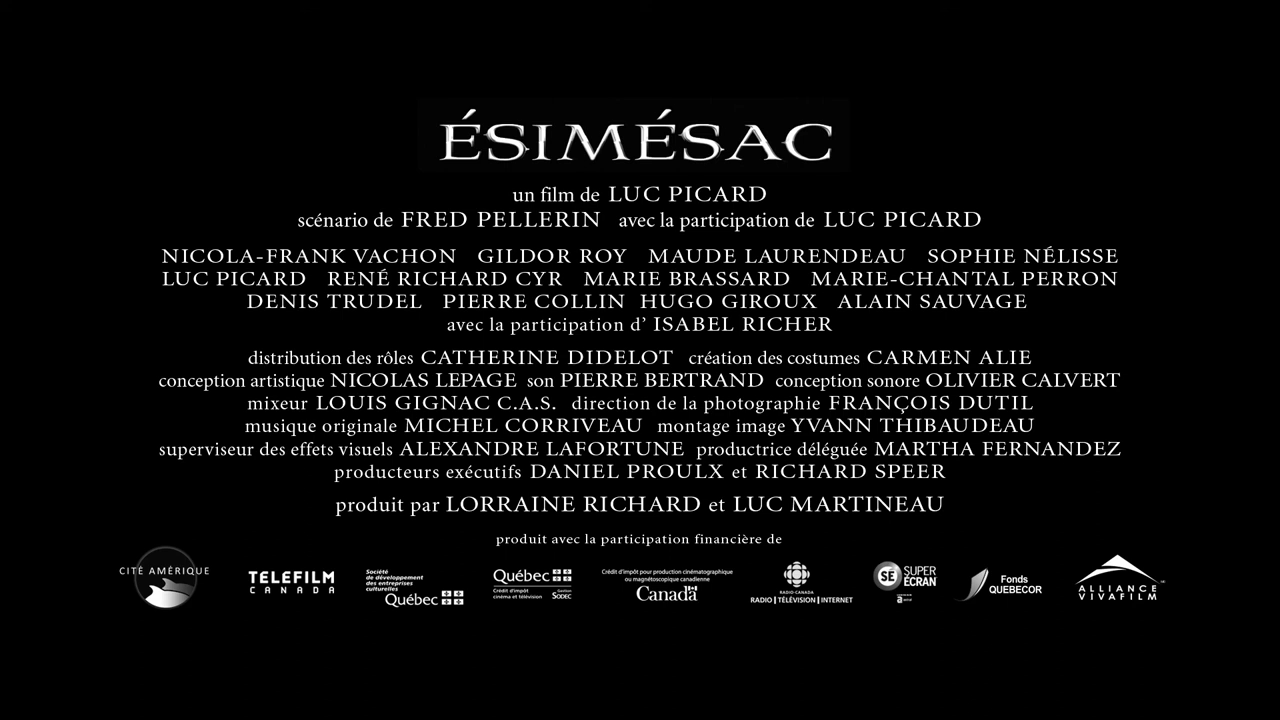 ÉSIMÉSAC
un film de LUC PICARD
scénario de FRED PELLERIN avec la participation de LUC PICARD
NICOLA-FRANK VACHON GILDOR ROY MAUDE LAURENDEAU SOPHIE NÉLISSE
LUC PICARD RENÉ RICHARD CYR MARIE BRASSARD MARIE-CHANTAL PERRON
DENIS TRUDEL PIERRE COLLIN HUGO GIROUX ALAIN SAUVAGE
avec la participation d’ ISABEL RICHER
distribution des rôles CATHERINE DIDELOT création des costumes CARMEN ALIE
conception artistique NICOLAS LEPAGE son PIERRE BERTRAND conception sonore OLIVIER CALVERT
mixeur LOUIS GIGNAC C.A.S. direction de la photographie FRANÇOIS DUTIL
musique originale MICHEL CORRIVEAU montage image YVANN THIBAUDEAU
superviseur des effets visuels ALEXANDRE LAFORTUNE productrice déléguée MARTHA FERNANDEZ
producteurs exécutifs DANIEL PROULX et RICHARD SPEER
produit par LORRAINE RICHARD et LUC MARTINEAU
produit avec la participation financière de
CITÉ AMÉRIQUE
TELEFILM
CANADA
Société
de développement
des entreprises
culturelles
Québec
Québec
Crédit d'impôt
cinéma et télévision
Gestion
SODEC
Crédit d'impôt pour production cinématographique
ou magnétoscopique canadienne
Canada
RADIO-CANADA
RADIO | TÉLÉVISION | INTERNET
SÉ SUPER
ÉCRAN
Fonds
QUEBECOR
ALLIANCE
VIVAFILM